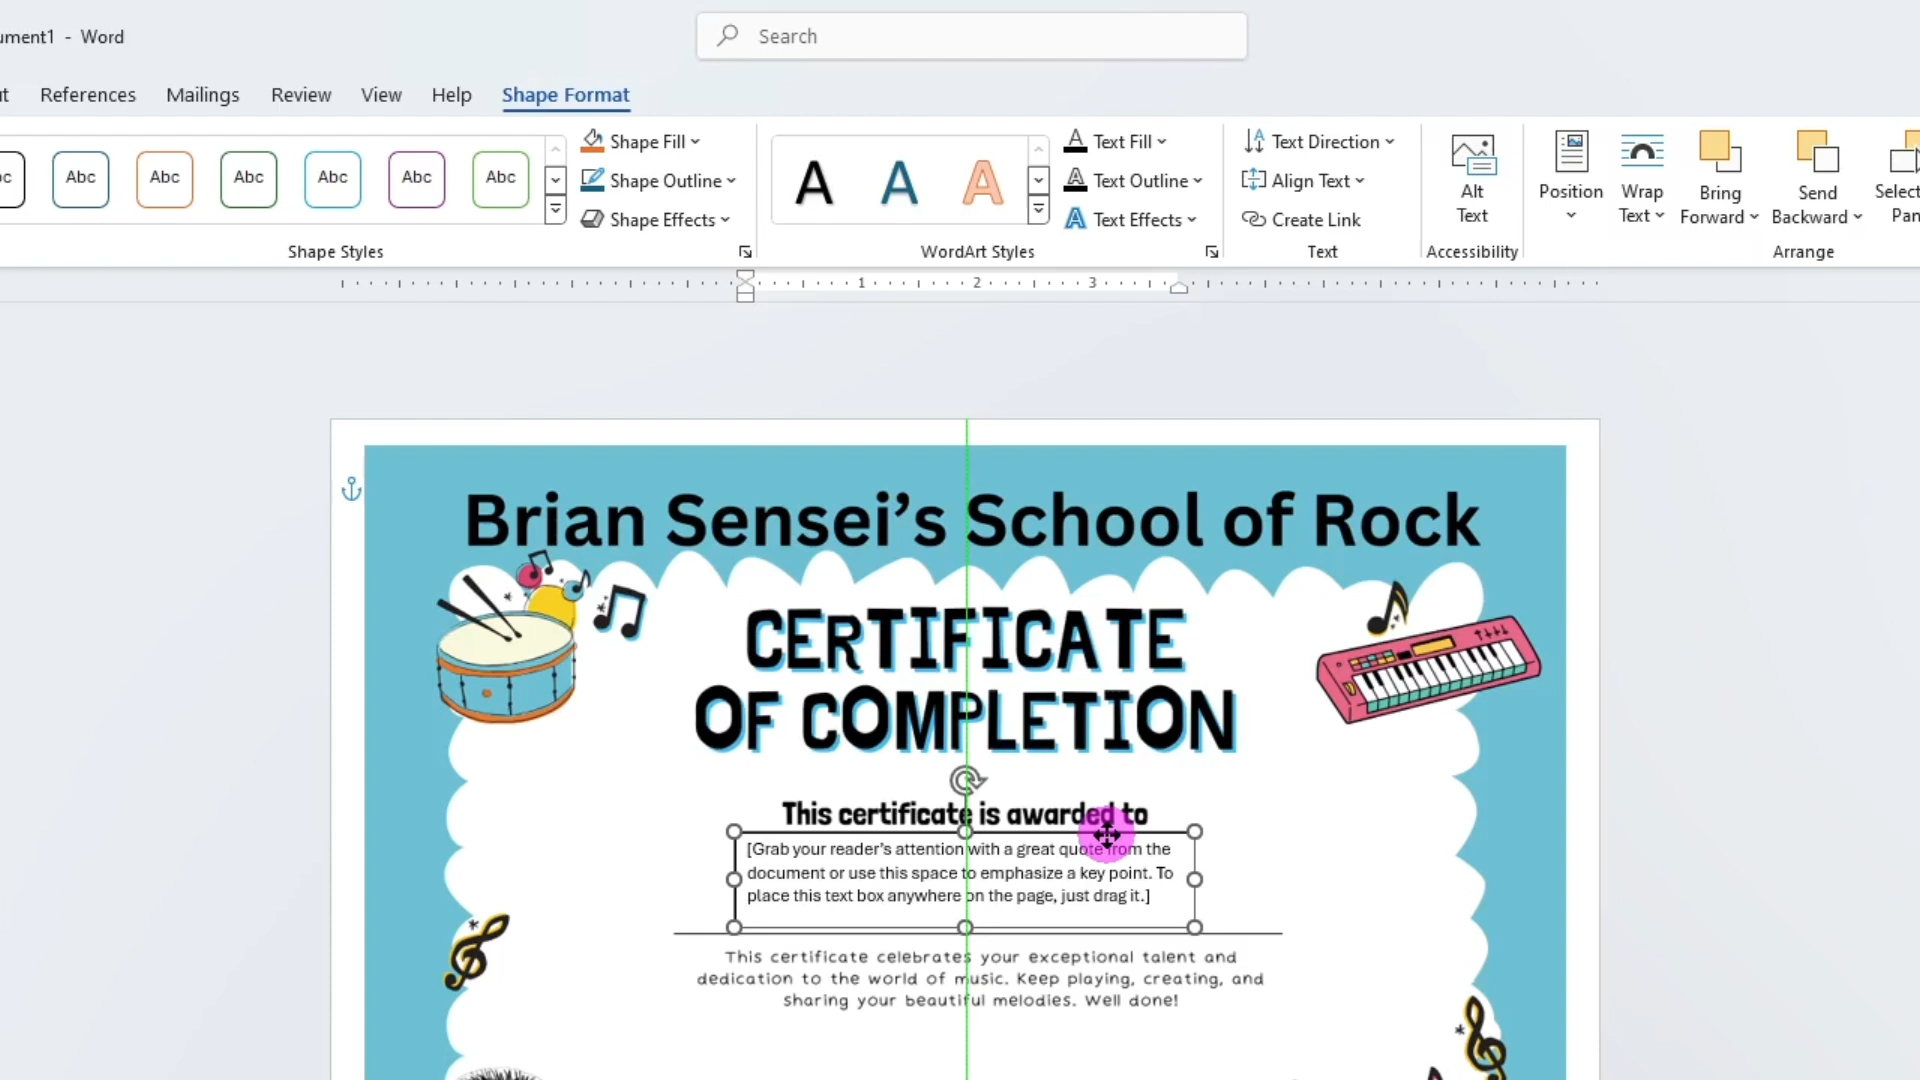 ument1 - Word
Search
References Mailings Review View Help Shape Format
Abc Abc Abc Abc Abc Abc
Shape Fill
Shape Outline
Shape Effects
Shape Styles
A A A
Text Fill
Text Outline
Text Effects
WordArt Styles
Text Direction
Align Text
Create Link
Text
Alt
Text
Accessibility
Position
Wrap
Text
Bring
Forward
Send
Backward
Select
Pan
Arrange
1 2 3
Brian Sensei’s School of Rock
CERTIFICATE
OF COMPLETION
This certificate is awarded to
[Grab your reader’s attention with a great quote from the
document or use this space to emphasize a key point. To
place this text box anywhere on the page, just drag it.]
This certificate celebrates your exceptional talent and
dedication to the world of music. Keep playing, creating, and
sharing your beautiful melodies. Well done!